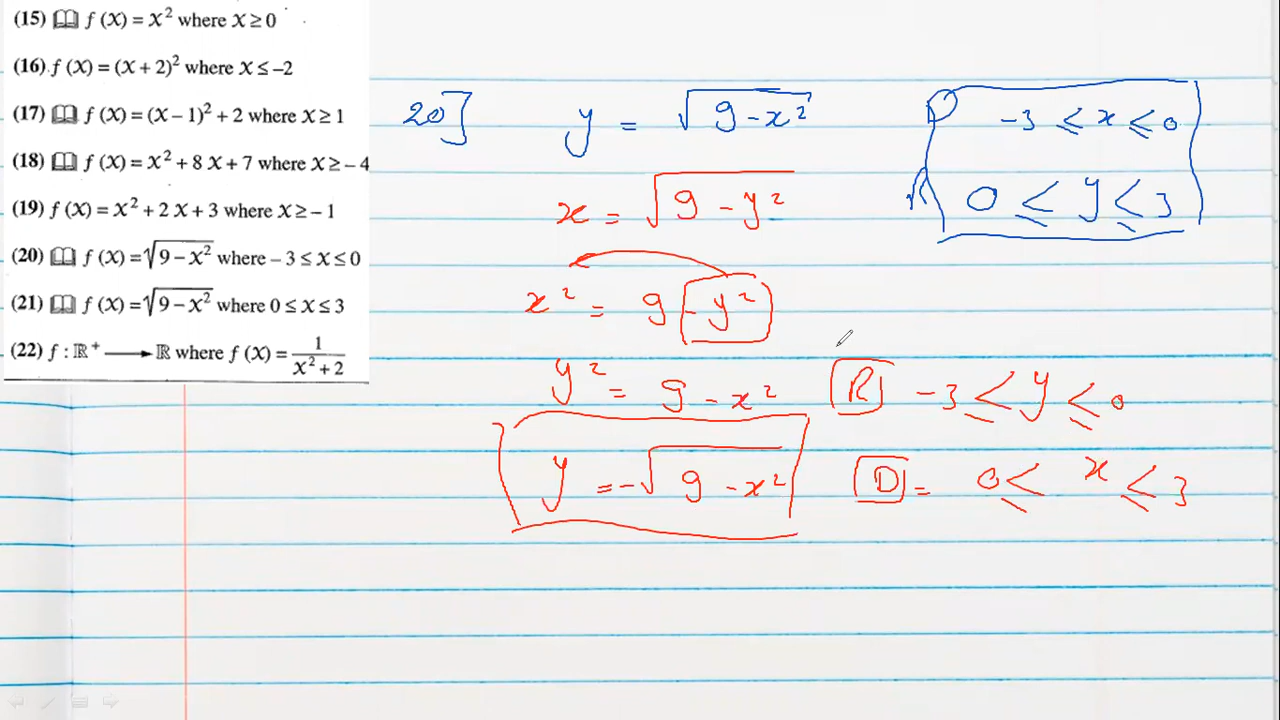 (15) f (X) = X² where X ≥ 0
(16) f (X) = (X + 2)² where X ≤ -2
(17) f (X) = (X - 1)² + 2 where X ≥ 1
(18) f (X) = X² + 8 X + 7 where X ≥ - 4
(19) f (X) = X² + 2 X + 3 where X ≥ - 1
(20) f (X) = √(9 - X²) where - 3 ≤ X ≤ 0
(21) f (X) = √(9 - X²) where 0 ≤ X ≤ 3
(22) f : ℝ⁺ ⟶ ℝ where f (X) = 1/(X² + 2)
20] y = √(9 - x²) D -3 ≤ x ≤ 0
x = √(9 - y²) R 0 ≤ y ≤ 3
x² = 9 - y²
y² = 9 - x² R -3 ≤ y ≤ 0
y = -√(9 - x²) D = 0 ≤ x ≤ 3